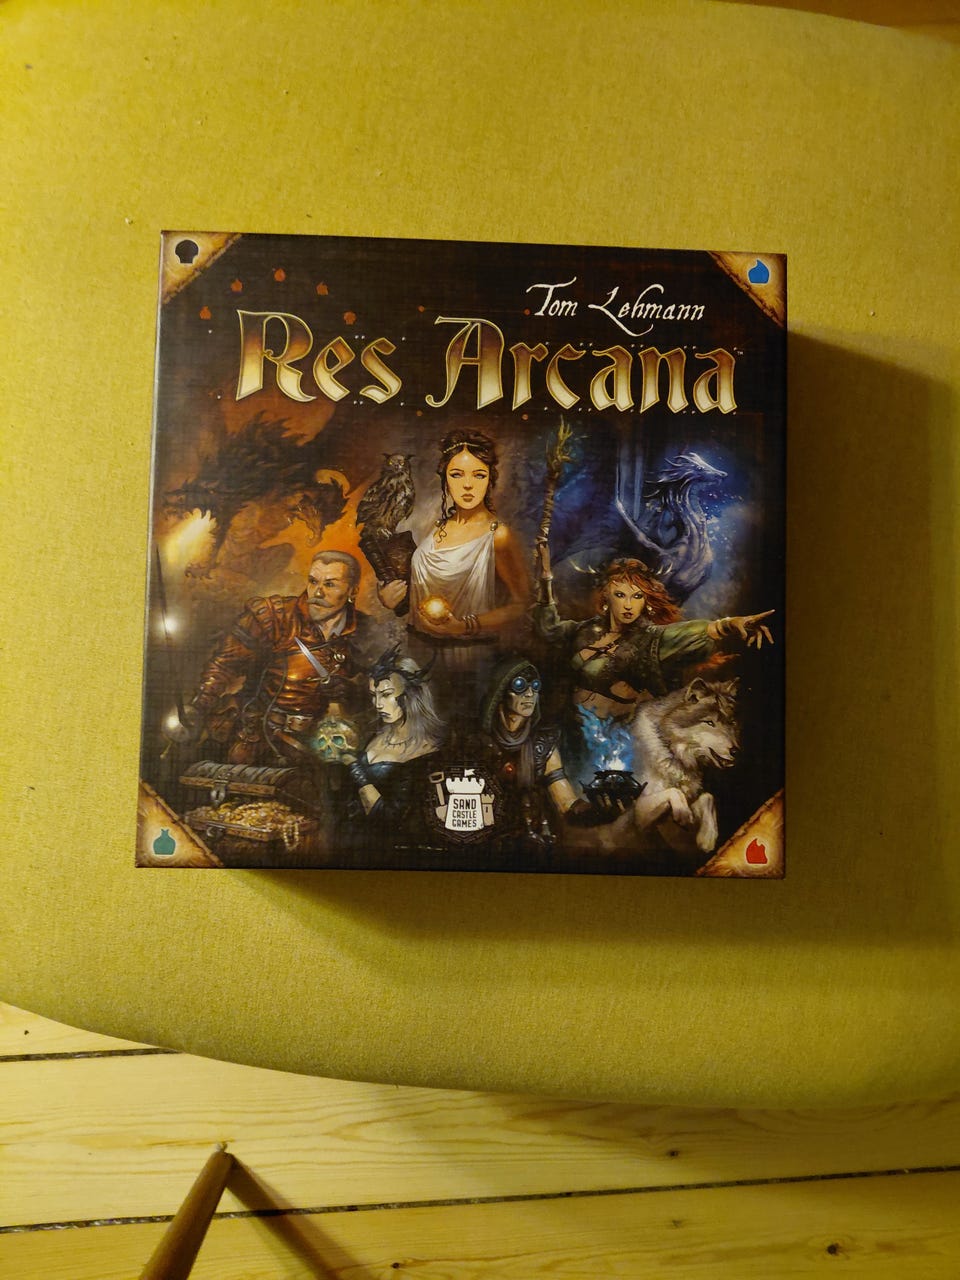 Tom Lehmann
Res Arcana
SAND
CASTLE
GAMES